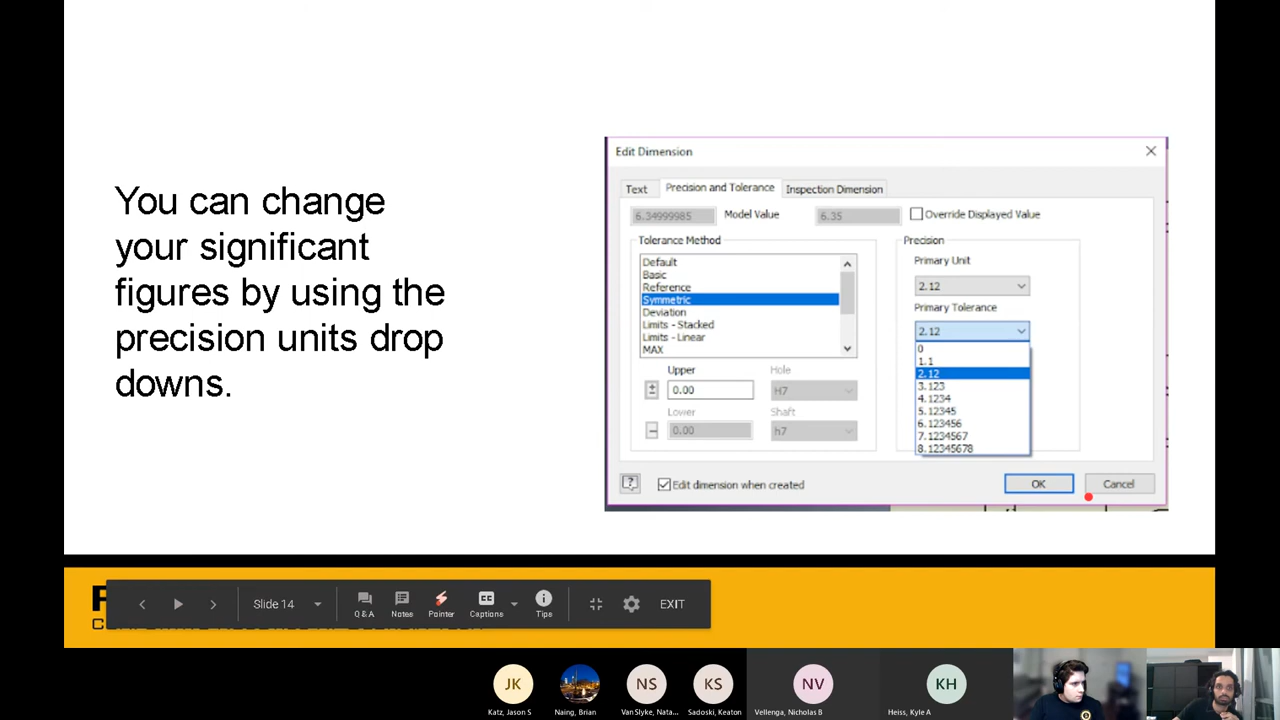 You can change
your significant
figures by using the
precision units drop
downs.
Edit Dimension
Text
Precision and Tolerance
Inspection Dimension
6.34999985
Model Value
6.35
Override Displayed Value
Tolerance Method
Default
Basic
Reference
Symmetric
Deviation
Limits - Stacked
Limits - Linear
MAX
Upper
0.00
Hole
H7
Lower
0.00
Shaft
h7
Precision
Primary Unit
2.12
Primary Tolerance
2.12
0
1.1
2.12
3.123
4.1234
5.12345
6.123456
7.1234567
8.12345678
Edit dimension when created
OK
Cancel
Slide 14
Q & A
Notes
Pointer
CC
Captions
Tips
EXIT
JK
NS
KS
NV
KH
Katz, Jason S
Naing, Brian
Van Slyke, Nata...
Sadoski, Keaton
Vellenga, Nicholas B
Heiss, Kyle A